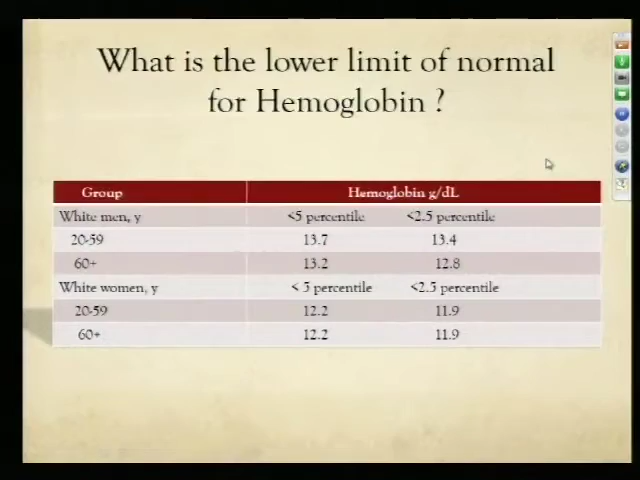 What is the lower limit of normal
for Hemoglobin ?
Group Hemoglobin g/dL
White men, y <5 percentile <2.5 percentile
20-59 13.7 13.4
60+ 13.2 12.8
White women, y < 5 percentile <2.5 percentile
20-59 12.2 11.9
60+ 12.2 11.9